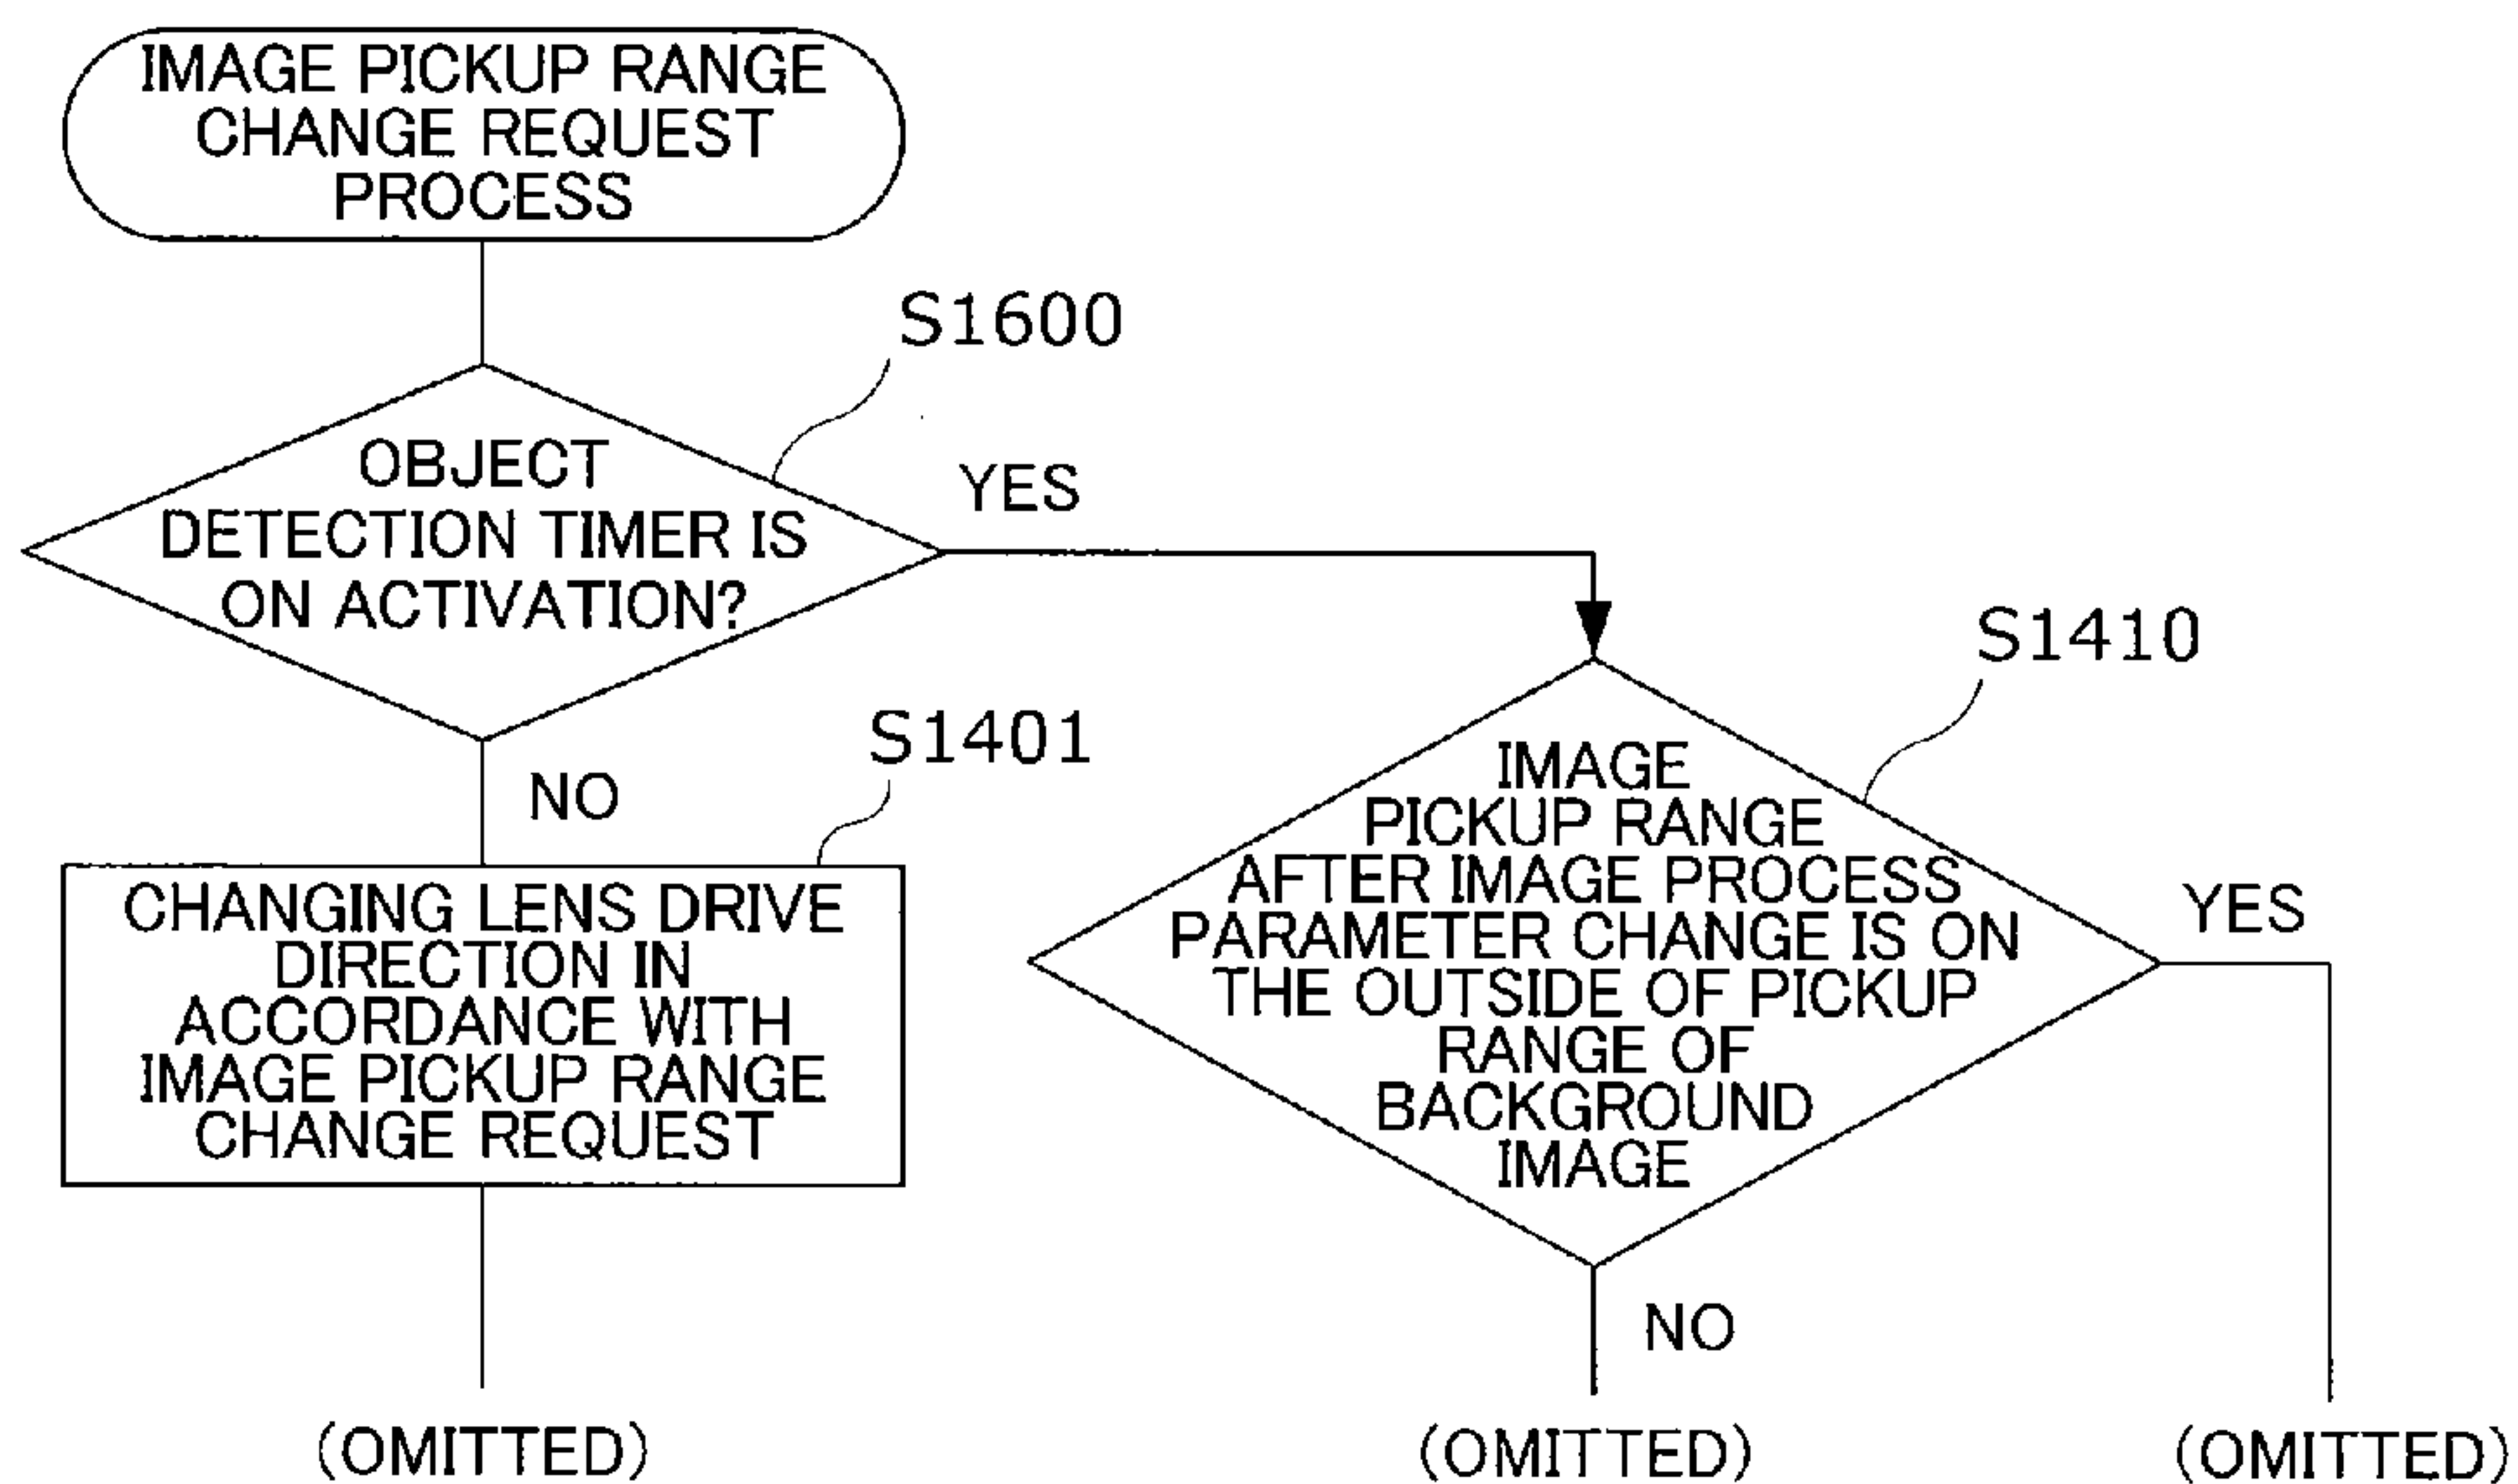 IMAGE PICKUP RANGE
CHANGE REQUEST
PROCESS
S1600
OBJECT
DETECTION TIMER IS
ON ACTIVATION?
YES
NO
S1401
CHANGING LENS DRIVE
DIRECTION IN
ACCORDANCE WITH
IMAGE PICKUP RANGE
CHANGE REQUEST
(OMITTED)
S1410
IMAGE
PICKUP RANGE
AFTER IMAGE PROCESS
PARAMETER CHANGE IS ON
THE OUTSIDE OF PICKUP
RANGE OF
BACKGROUND
IMAGE
YES
NO
(OMITTED)
(OMITTED)